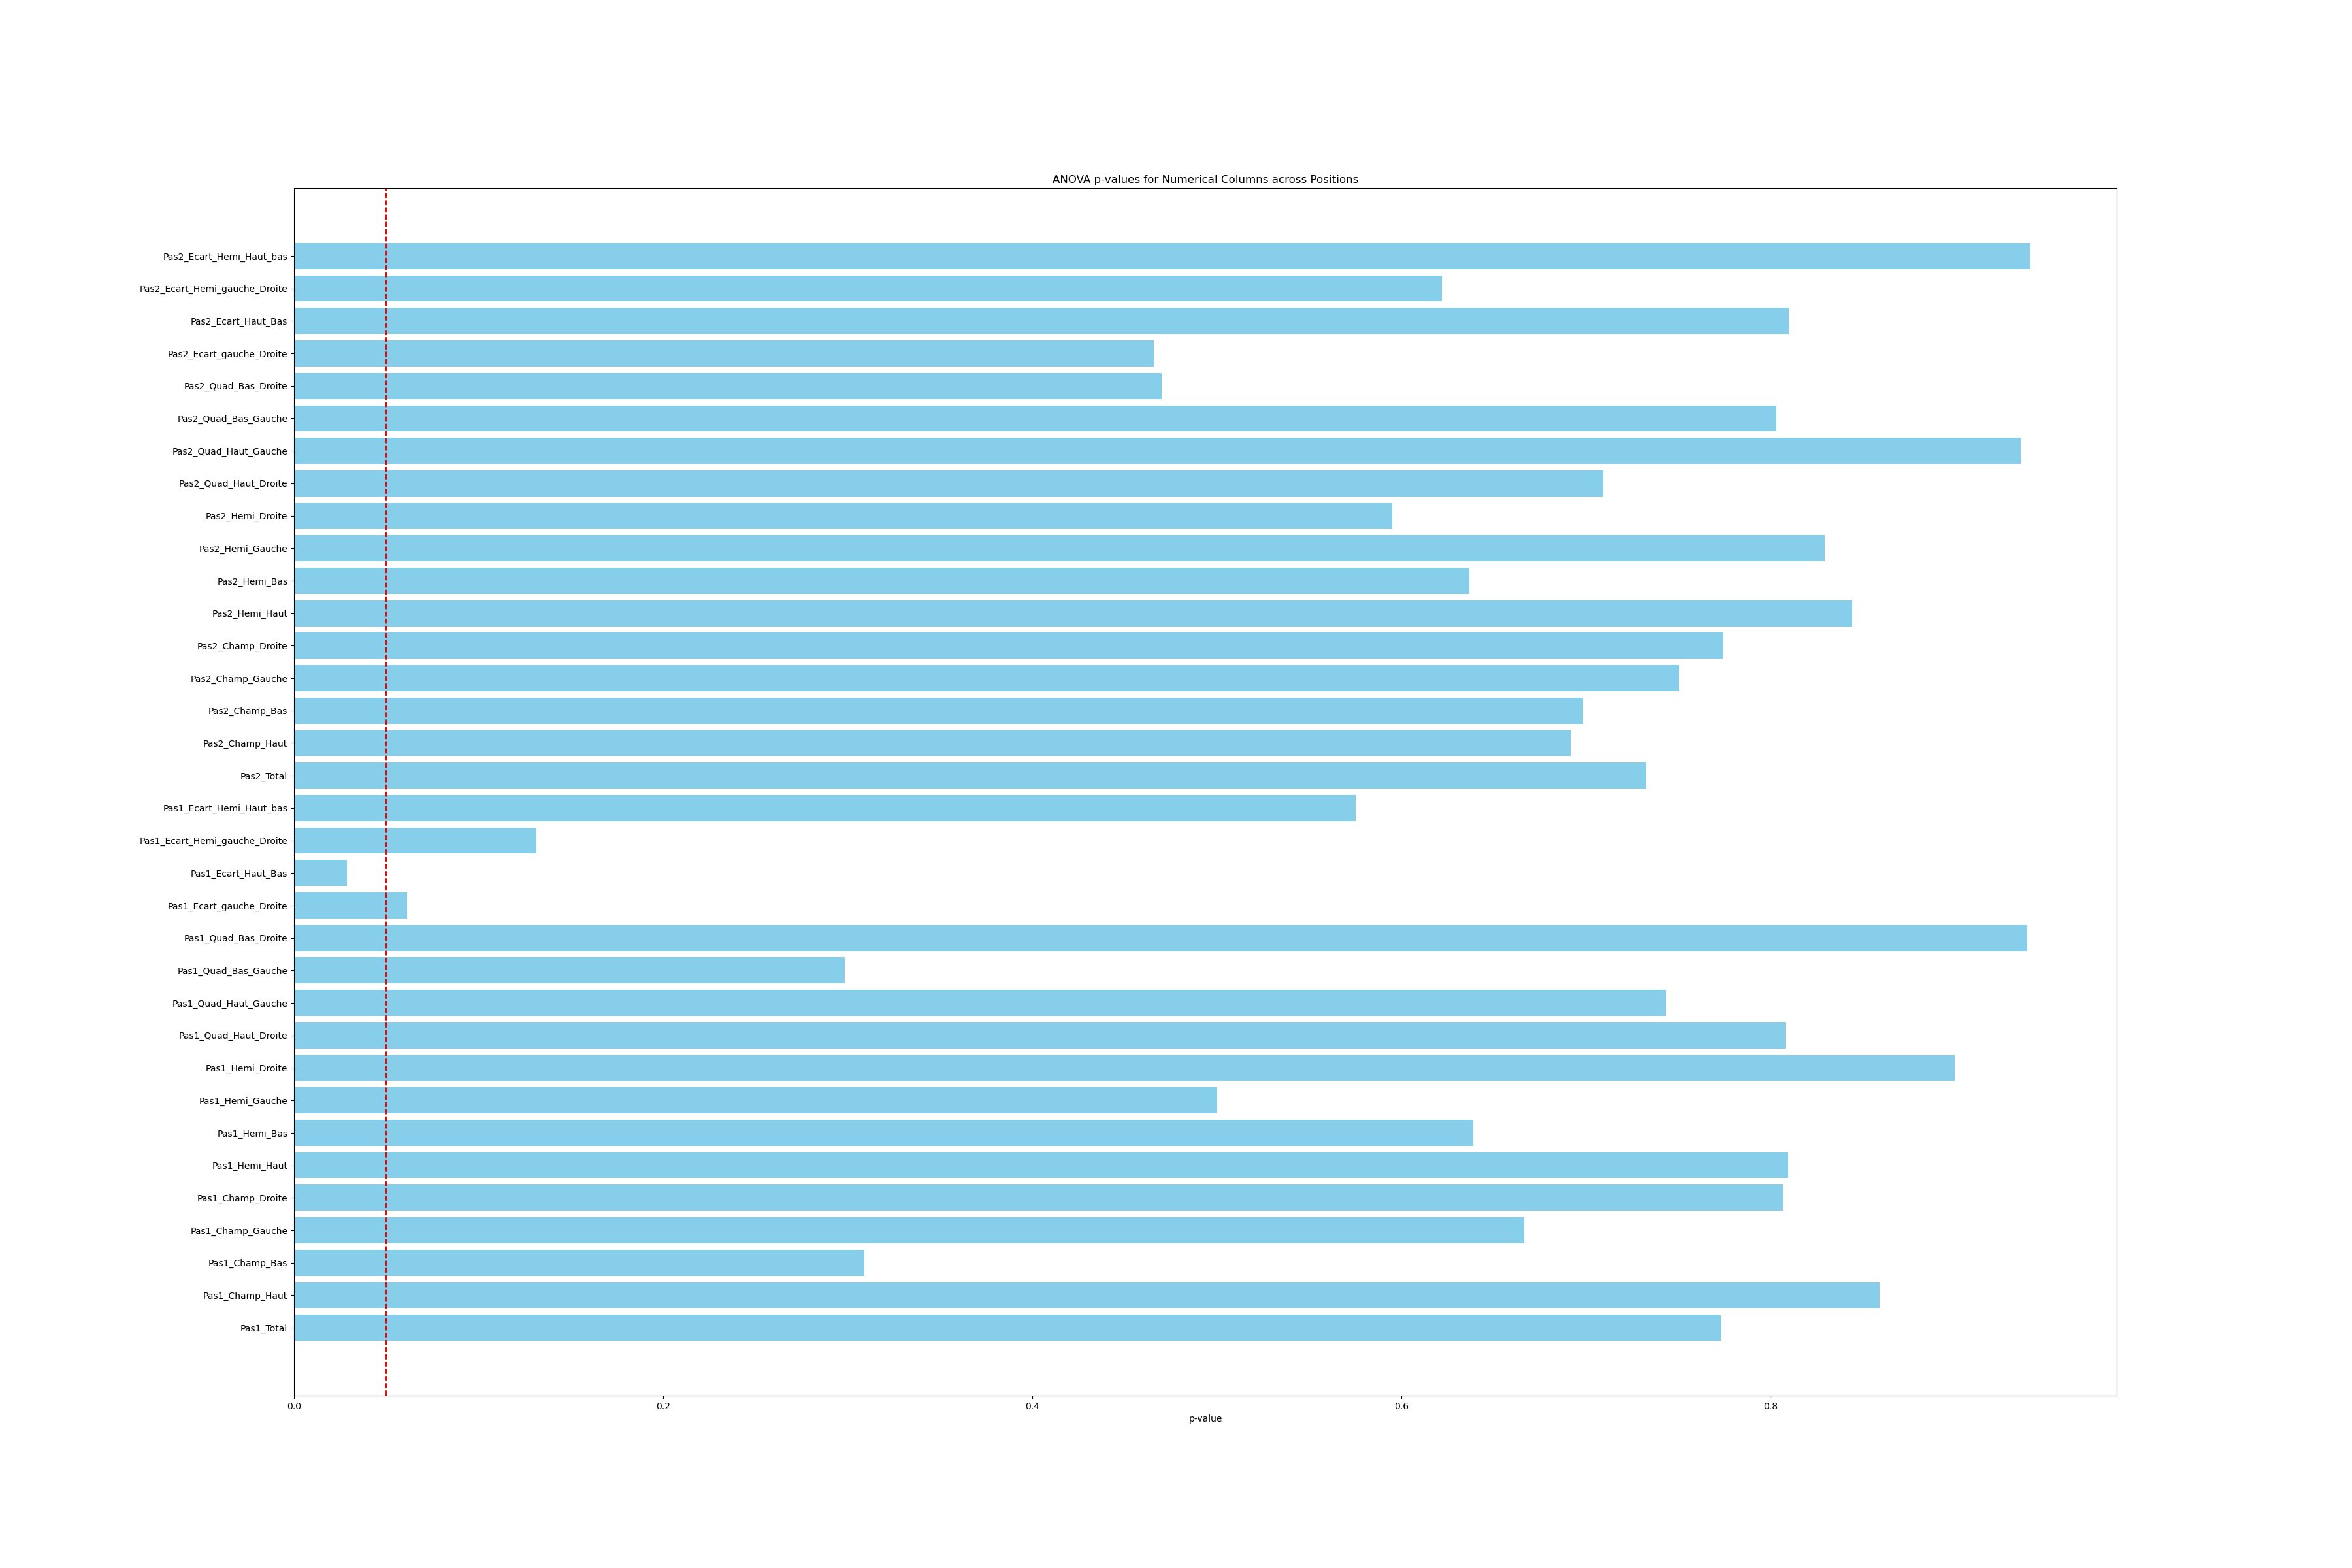 ANOVA p-values for Numerical Columns across Positions
Pas2_Ecart_Hemi_Haut_bas
Pas2_Ecart_Hemi_gauche_Droite
Pas2_Ecart_Haut_Bas
Pas2_Ecart_gauche_Droite
Pas2_Quad_Bas_Droite
Pas2_Quad_Bas_Gauche
Pas2_Quad_Haut_Gauche
Pas2_Quad_Haut_Droite
Pas2_Hemi_Droite
Pas2_Hemi_Gauche
Pas2_Hemi_Bas
Pas2_Hemi_Haut
Pas2_Champ_Droite
Pas2_Champ_Gauche
Pas2_Champ_Bas
Pas2_Champ_Haut
Pas2_Total
Pas1_Ecart_Hemi_Haut_bas
Pas1_Ecart_Hemi_gauche_Droite
Pas1_Ecart_Haut_Bas
Pas1_Ecart_gauche_Droite
Pas1_Quad_Bas_Droite
Pas1_Quad_Bas_Gauche
Pas1_Quad_Haut_Gauche
Pas1_Quad_Haut_Droite
Pas1_Hemi_Droite
Pas1_Hemi_Gauche
Pas1_Hemi_Bas
Pas1_Hemi_Haut
Pas1_Champ_Droite
Pas1_Champ_Gauche
Pas1_Champ_Bas
Pas1_Champ_Haut
Pas1_Total
0.0 0.2 0.4 0.6 0.8
p-value